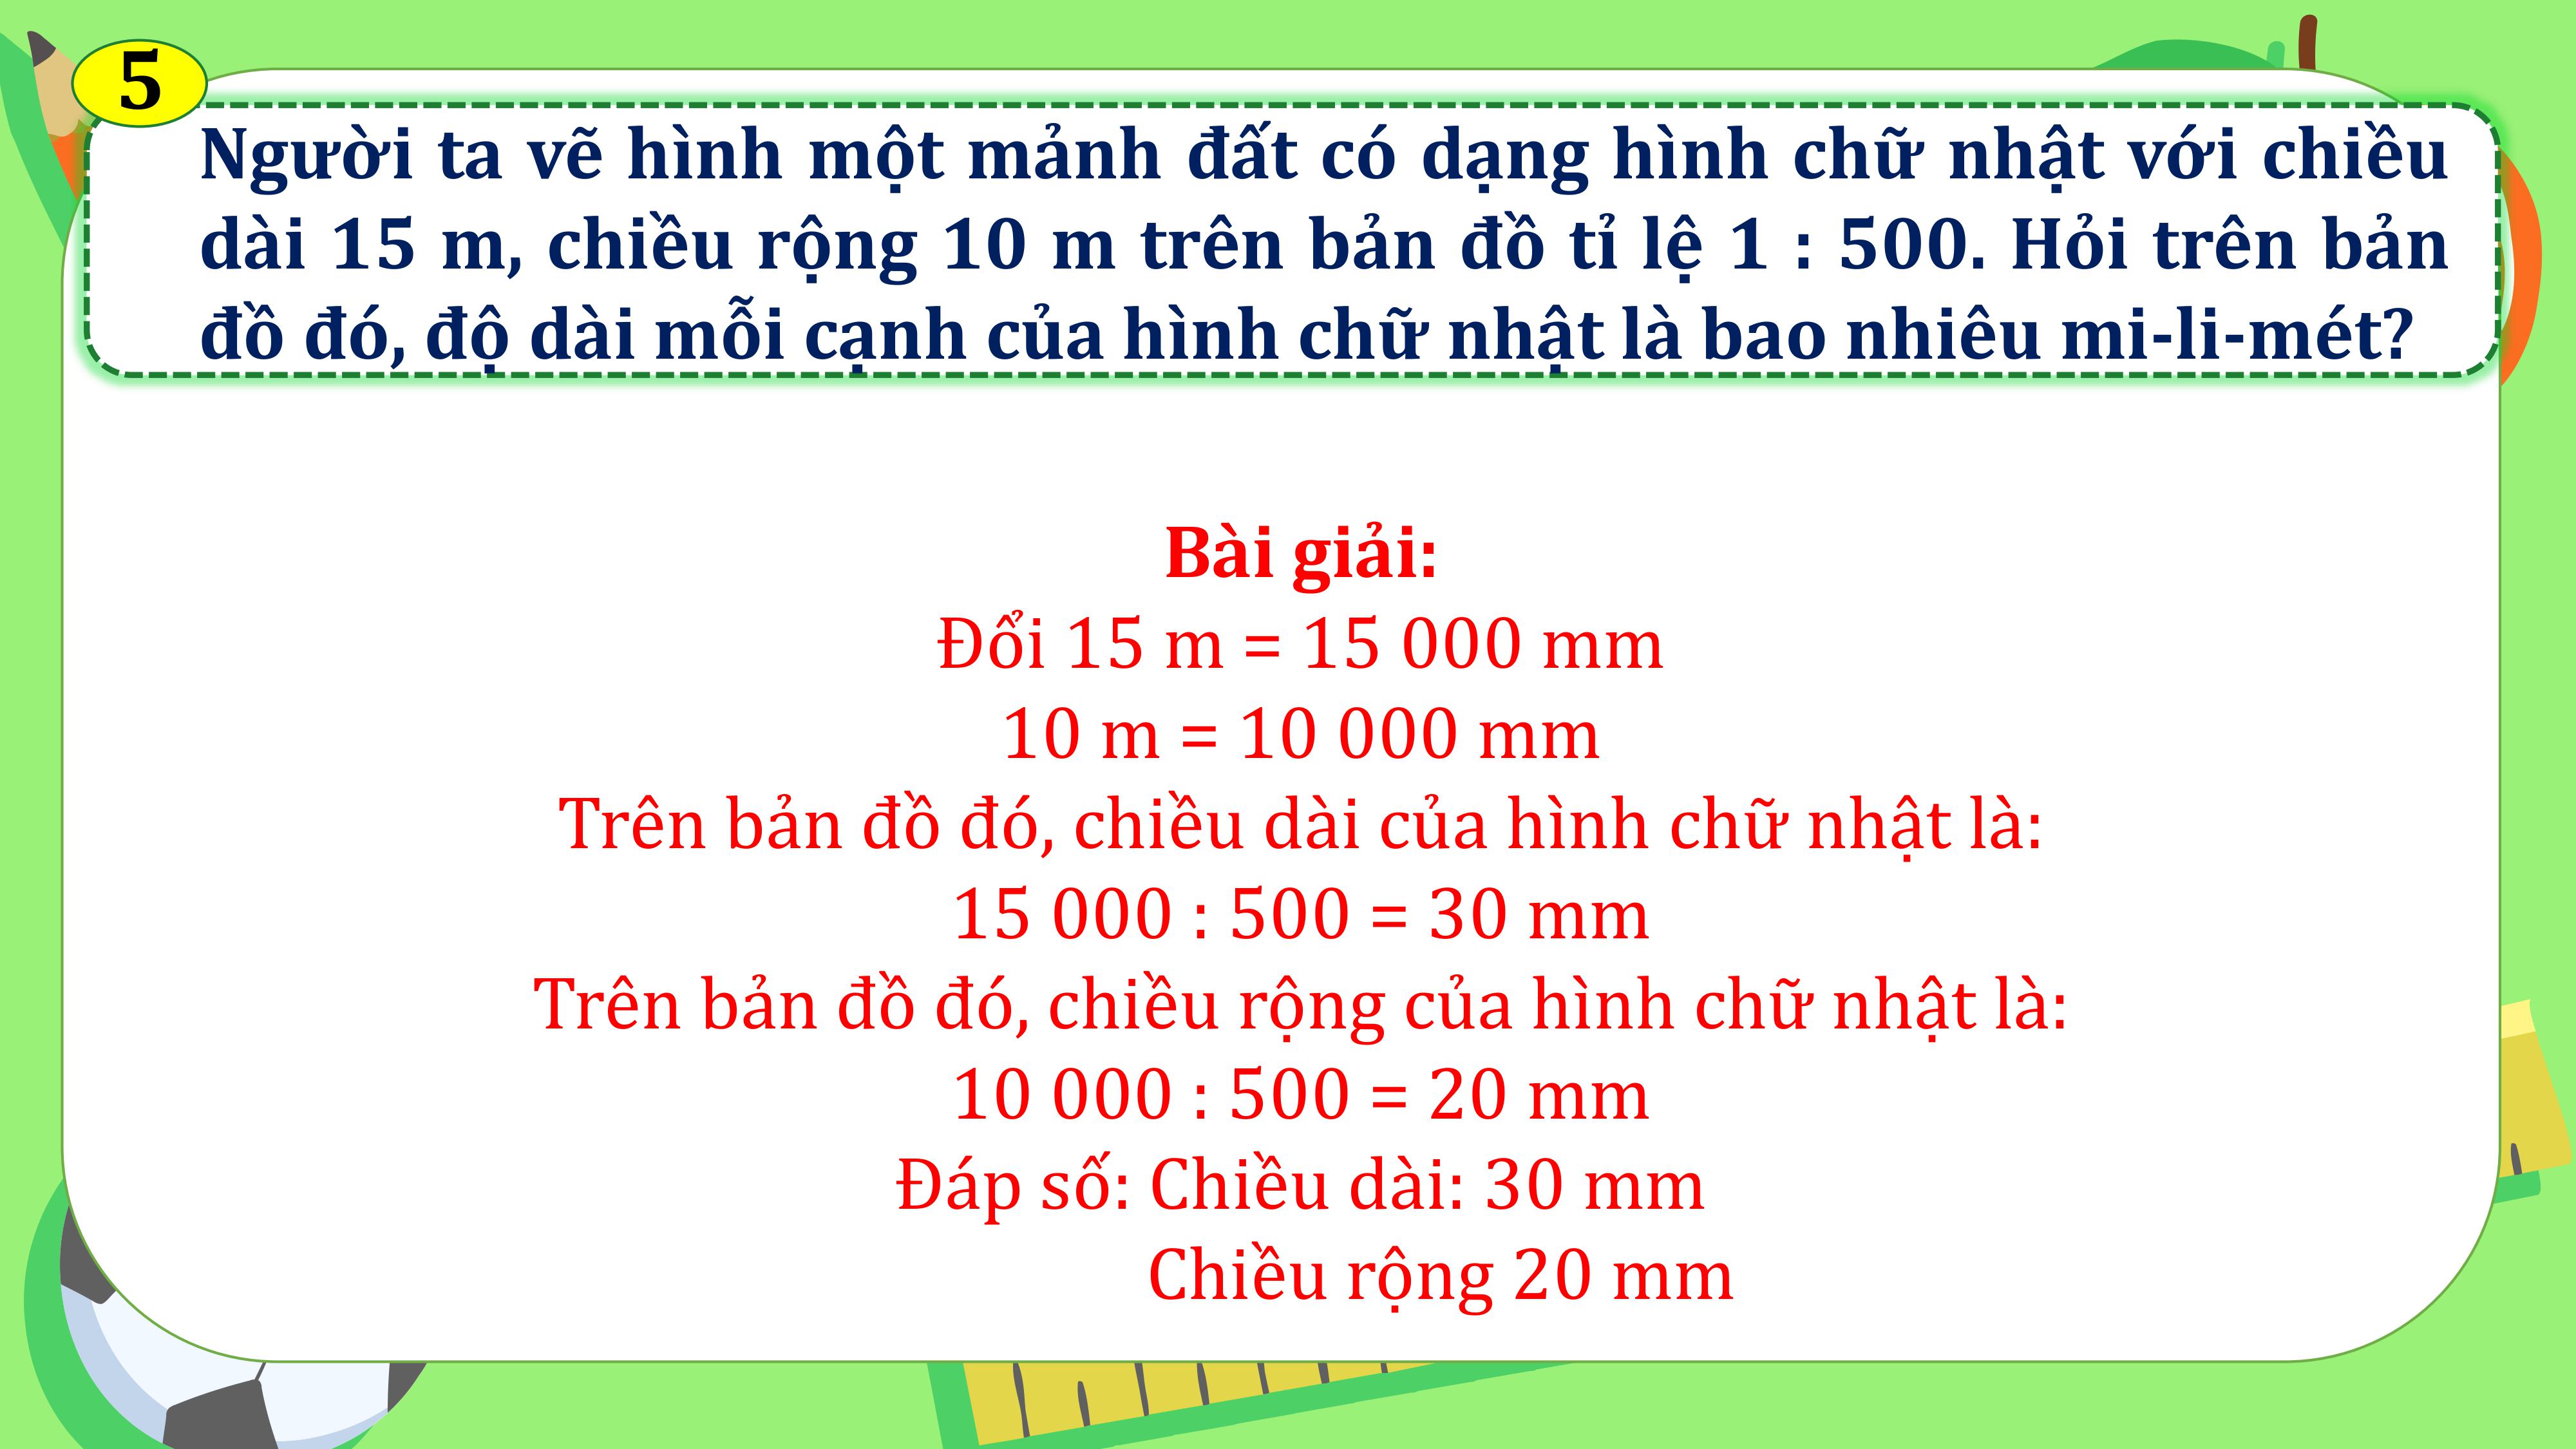 5
Người ta vẽ hình một mảnh đất có dạng hình chữ nhật với chiều
dài 15 m, chiều rộng 10 m trên bản đồ tỉ lệ 1 : 500. Hỏi trên bản
đồ đó, độ dài mỗi cạnh của hình chữ nhật là bao nhiêu mi-li-mét?
Bài giải:
Đổi 15 m = 15 000 mm
10 m = 10 000 mm
Trên bản đồ đó, chiều dài của hình chữ nhật là:
15 000 : 500 = 30 mm
Trên bản đồ đó, chiều rộng của hình chữ nhật là:
10 000 : 500 = 20 mm
Đáp số: Chiều dài: 30 mm
Chiều rộng 20 mm